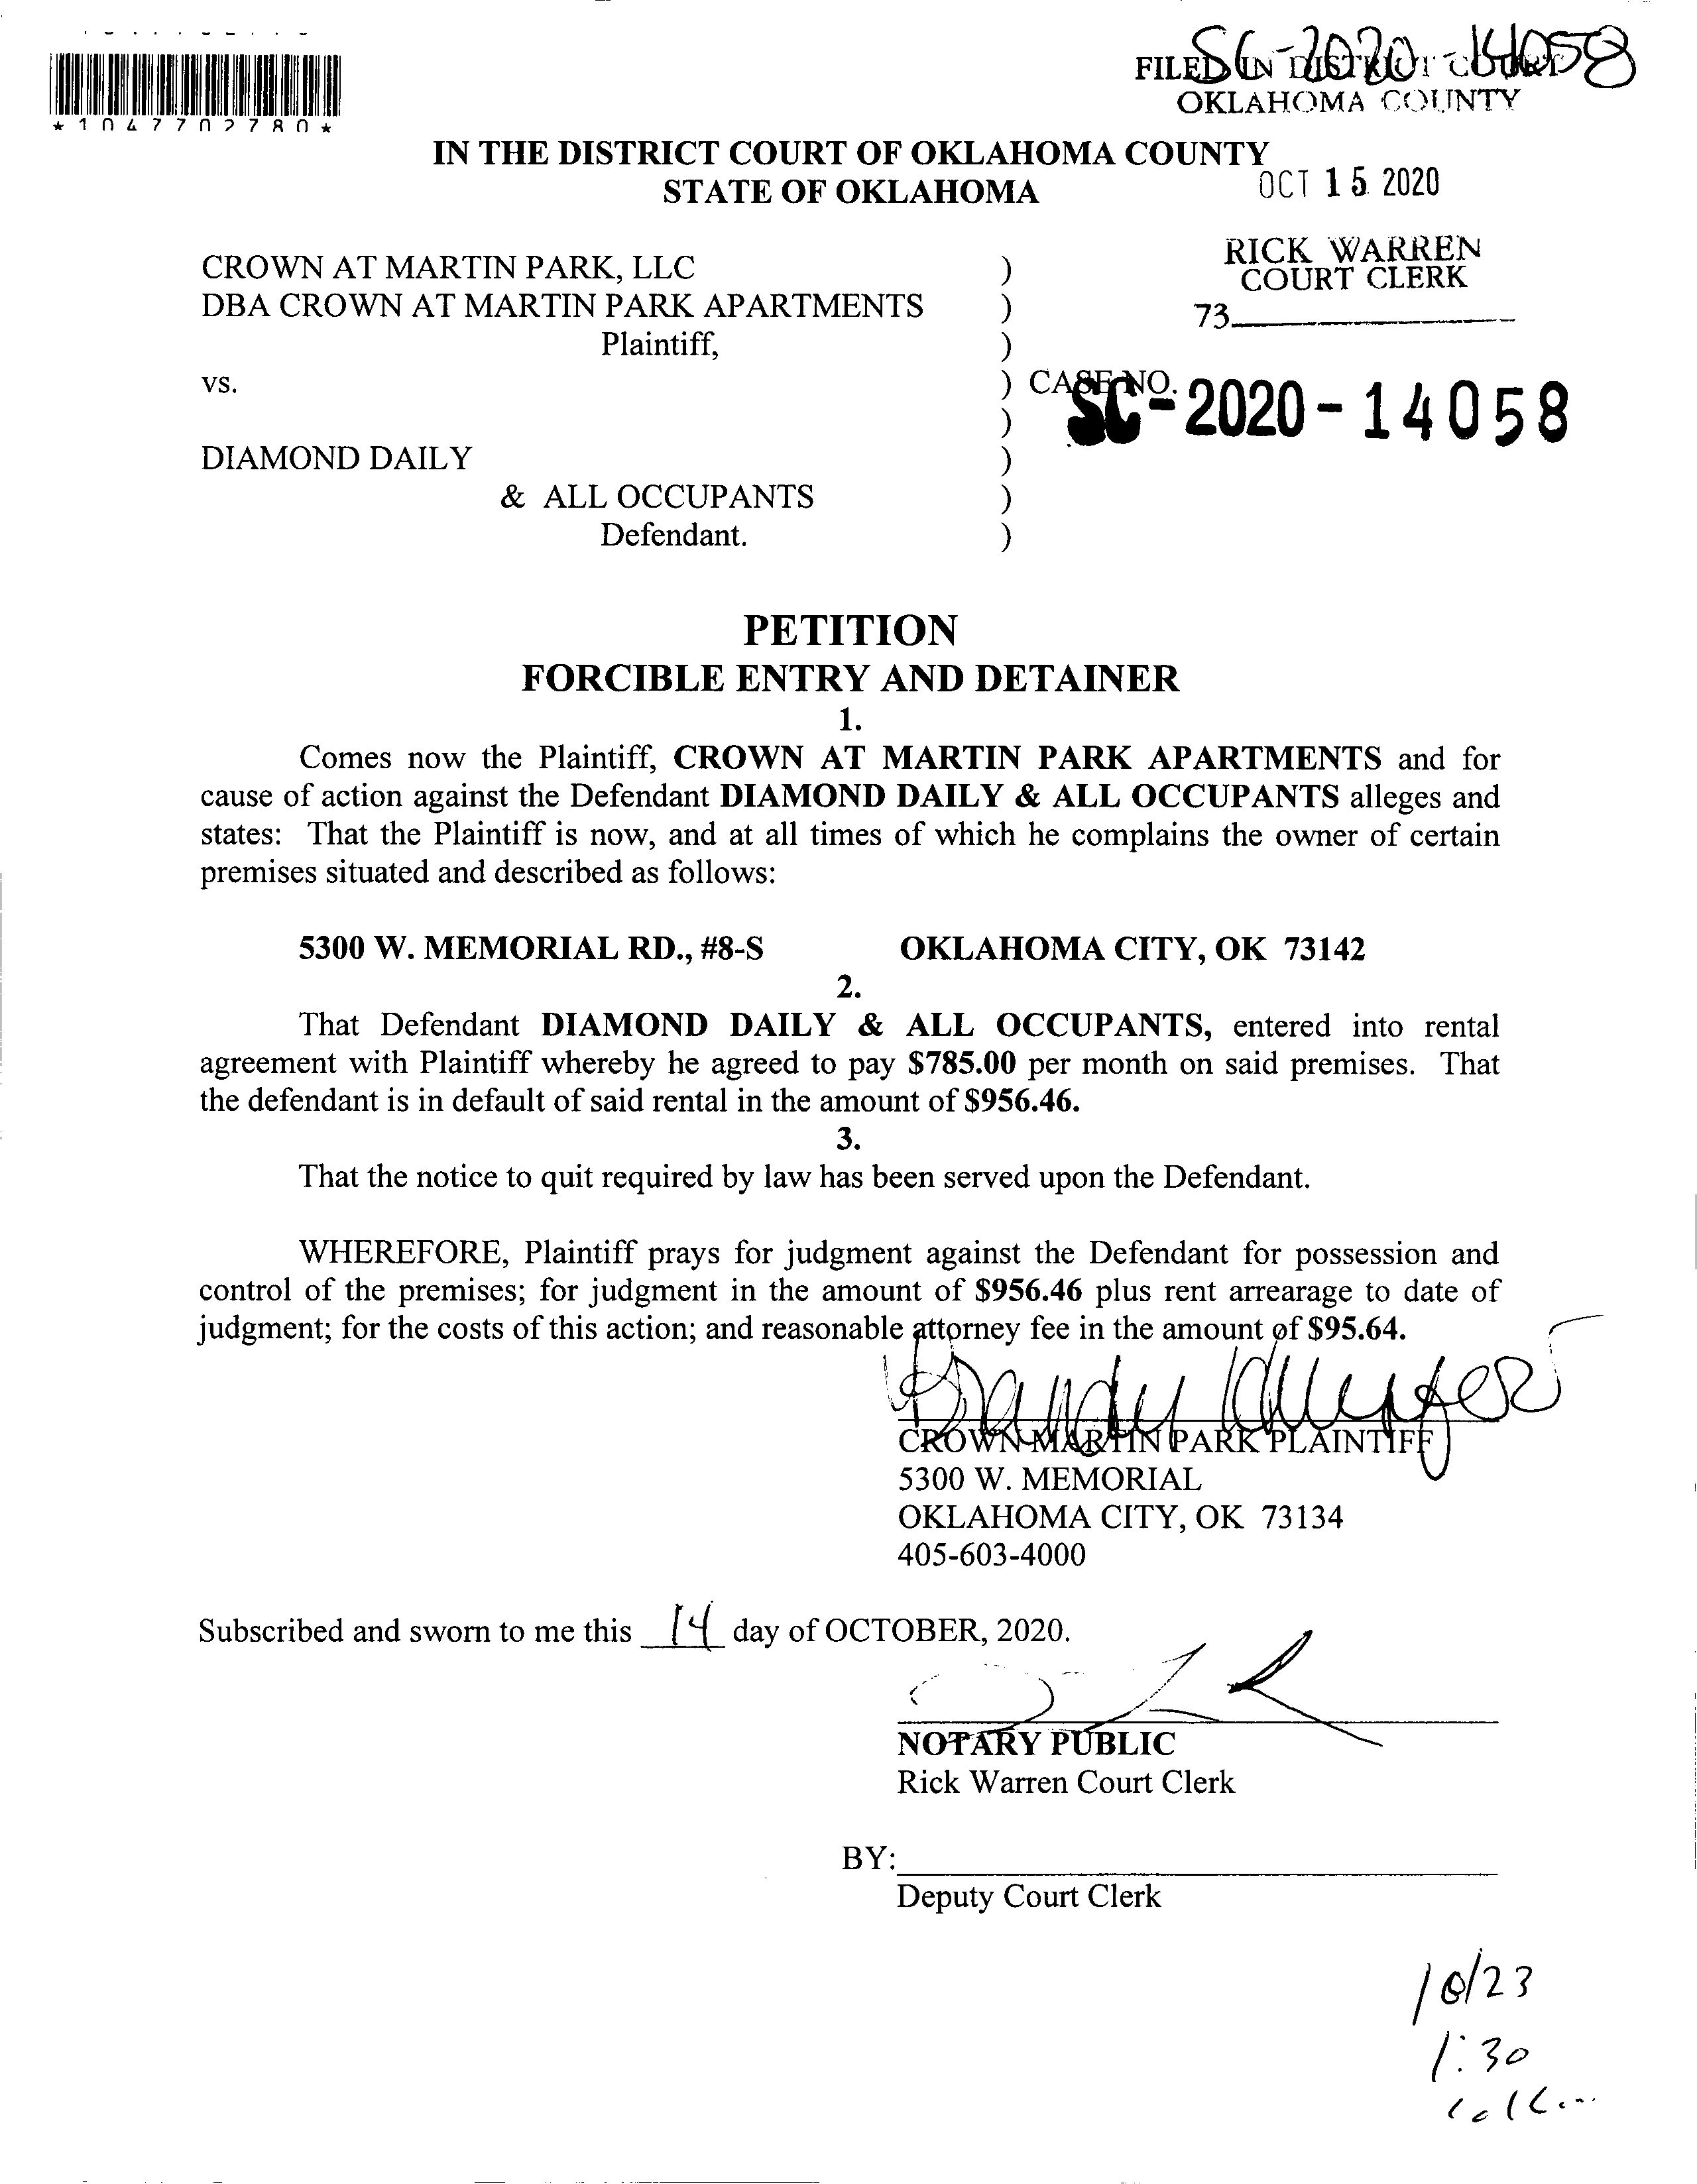 SC-2020-14058
FILED IN DISTRICT COURT
OKLAHOMA COUNTY
*1047702780*
IN THE DISTRICT COURT OF OKLAHOMA COUNTY
STATE OF OKLAHOMA
OCT 15 2020
RICK WARREN
COURT CLERK
73
CROWN AT MARTIN PARK, LLC )
DBA CROWN AT MARTIN PARK APARTMENTS )
Plaintiff, )
vs. ) CASE NO. SC-2020-14058
)
DIAMOND DAILY )
& ALL OCCUPANTS )
Defendant. )
PETITION
FORCIBLE ENTRY AND DETAINER
1.
Comes now the Plaintiff, CROWN AT MARTIN PARK APARTMENTS and for
cause of action against the Defendant DIAMOND DAILY & ALL OCCUPANTS alleges and
states: That the Plaintiff is now, and at all times of which he complains the owner of certain
premises situated and described as follows:
5300 W. MEMORIAL RD., #8-S OKLAHOMA CITY, OK 73142
2.
That Defendant DIAMOND DAILY & ALL OCCUPANTS, entered into rental
agreement with Plaintiff whereby he agreed to pay $785.00 per month on said premises. That
the defendant is in default of said rental in the amount of $956.46.
3.
That the notice to quit required by law has been served upon the Defendant.
WHEREFORE, Plaintiff prays for judgment against the Defendant for possession and
control of the premises; for judgment in the amount of $956.46 plus rent arrearage to date of
judgment; for the costs of this action; and reasonable attorney fee in the amount of $95.64.
CROWN MARTIN PARK PLAINTIFF
5300 W. MEMORIAL
OKLAHOMA CITY, OK 73134
405-603-4000
Subscribed and sworn to me this 14 day of OCTOBER, 2020.
NOTARY PUBLIC
Rick Warren Court Clerk
BY:
Deputy Court Clerk
10/23
1:30